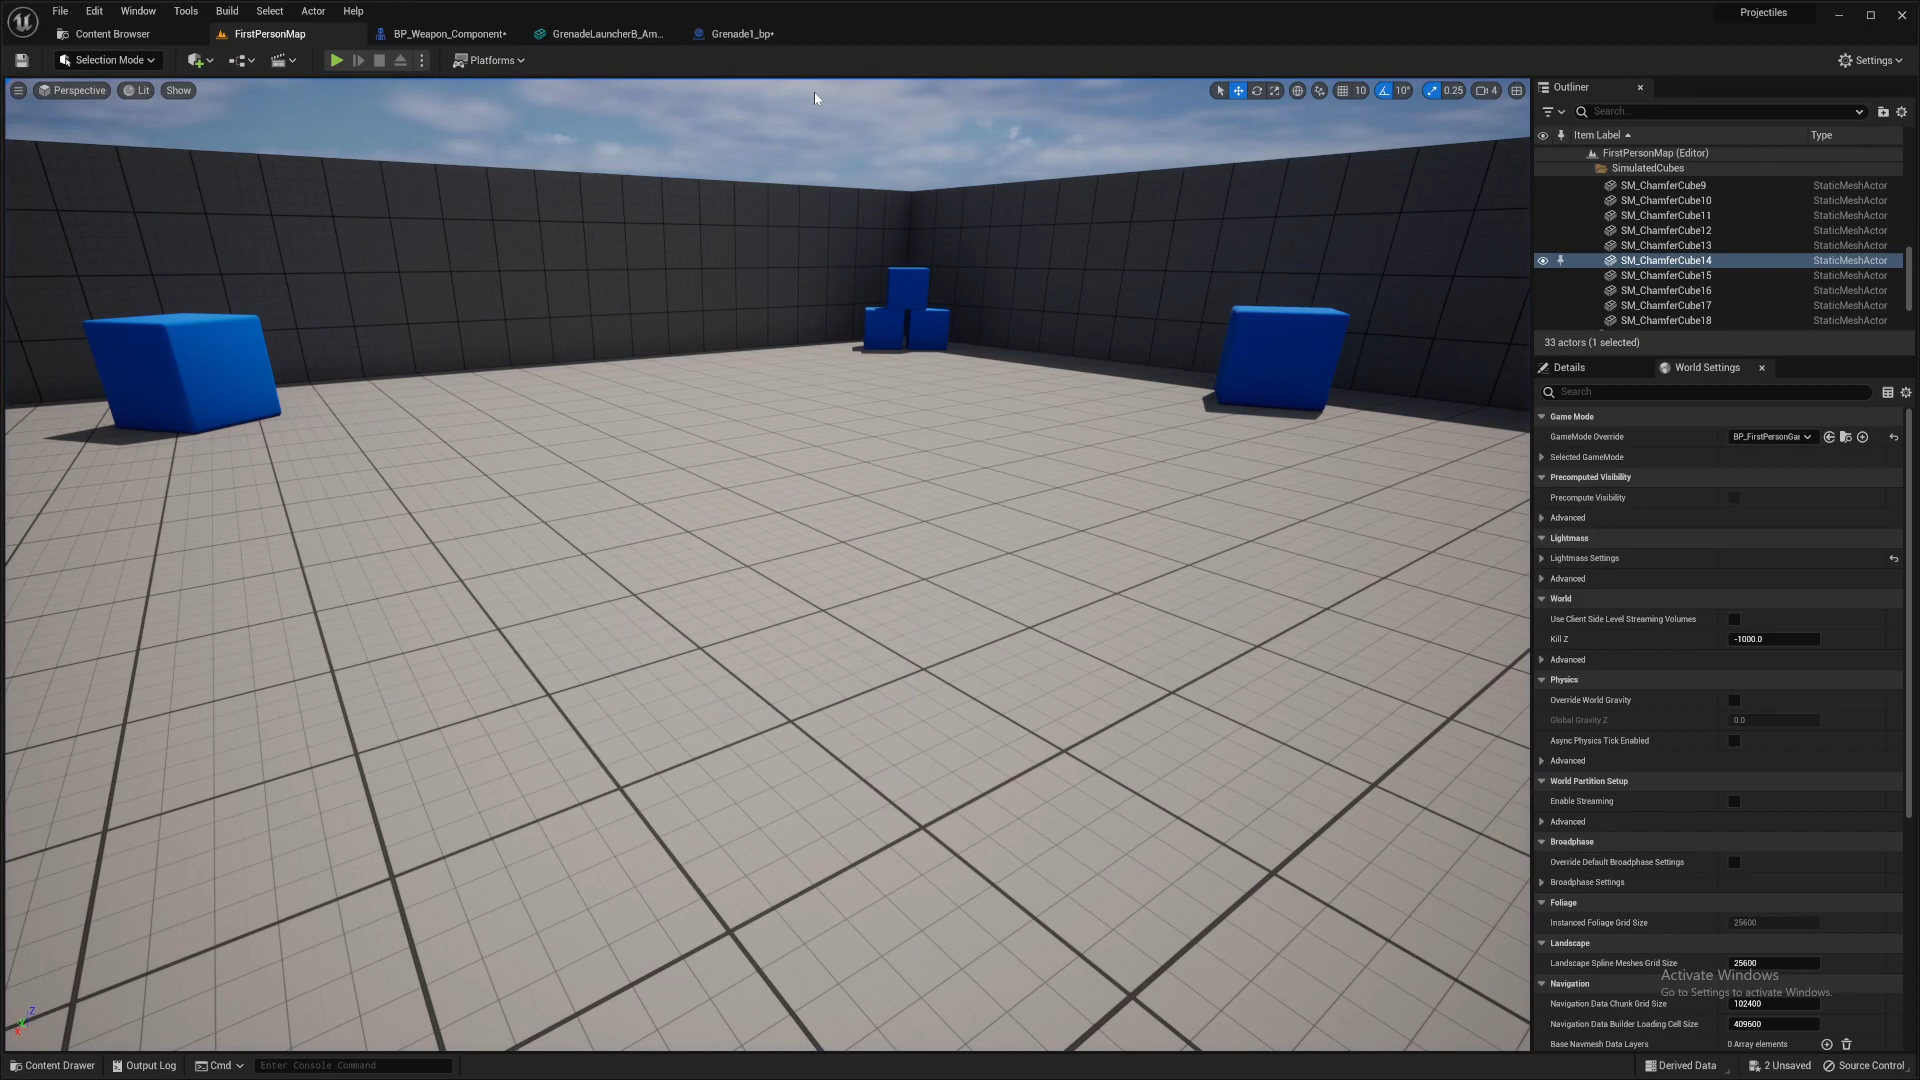 File Edit Window Tools Build Select Actor Help
Projectiles
Content Browser FirstPersonMap BP_Weapon_Component* GrenadeLauncherB_Am... Grenade1_bp*
Selection Mode Platforms Settings
Perspective Lit Show 10 10° 0.25 4
Outliner
Search...
Item Label Type
FirstPersonMap (Editor)
SimulatedCubes
SM_ChamferCube9 StaticMeshActor
SM_ChamferCube10 StaticMeshActor
SM_ChamferCube11 StaticMeshActor
SM_ChamferCube12 StaticMeshActor
SM_ChamferCube13 StaticMeshActor
SM_ChamferCube14 StaticMeshActor
SM_ChamferCube15 StaticMeshActor
SM_ChamferCube16 StaticMeshActor
SM_ChamferCube17 StaticMeshActor
SM_ChamferCube18 StaticMeshActor
33 actors (1 selected)
Details World Settings
Search
Game Mode
GameMode Override BP_FirstPersonGa
Selected GameMode
Precomputed Visibility
Precompute Visibility
Advanced
Lightmass
Lightmass Settings
Advanced
World
Use Client Side Level Streaming Volumes
Kill Z -1000.0
Advanced
Physics
Override World Gravity
Global Gravity Z 0.0
Async Physics Tick Enabled
Advanced
World Partition Setup
Enable Streaming
Advanced
Broadphase
Override Default Broadphase Settings
Broadphase Settings
Foliage
Instanced Foliage Grid Size 25600
Landscape
Landscape Spline Meshes Grid Size 25600
Activate Windows
Navigation
Go to Settings to activate Windows.
Navigation Data Chunk Grid Size 102400
Navigation Data Builder Loading Cell Size 409600
Base Navmesh Data Layers 0 Array elements
Z
X
Content Drawer Output Log Cmd Enter Console Command Derived Data 2 Unsaved Source Control